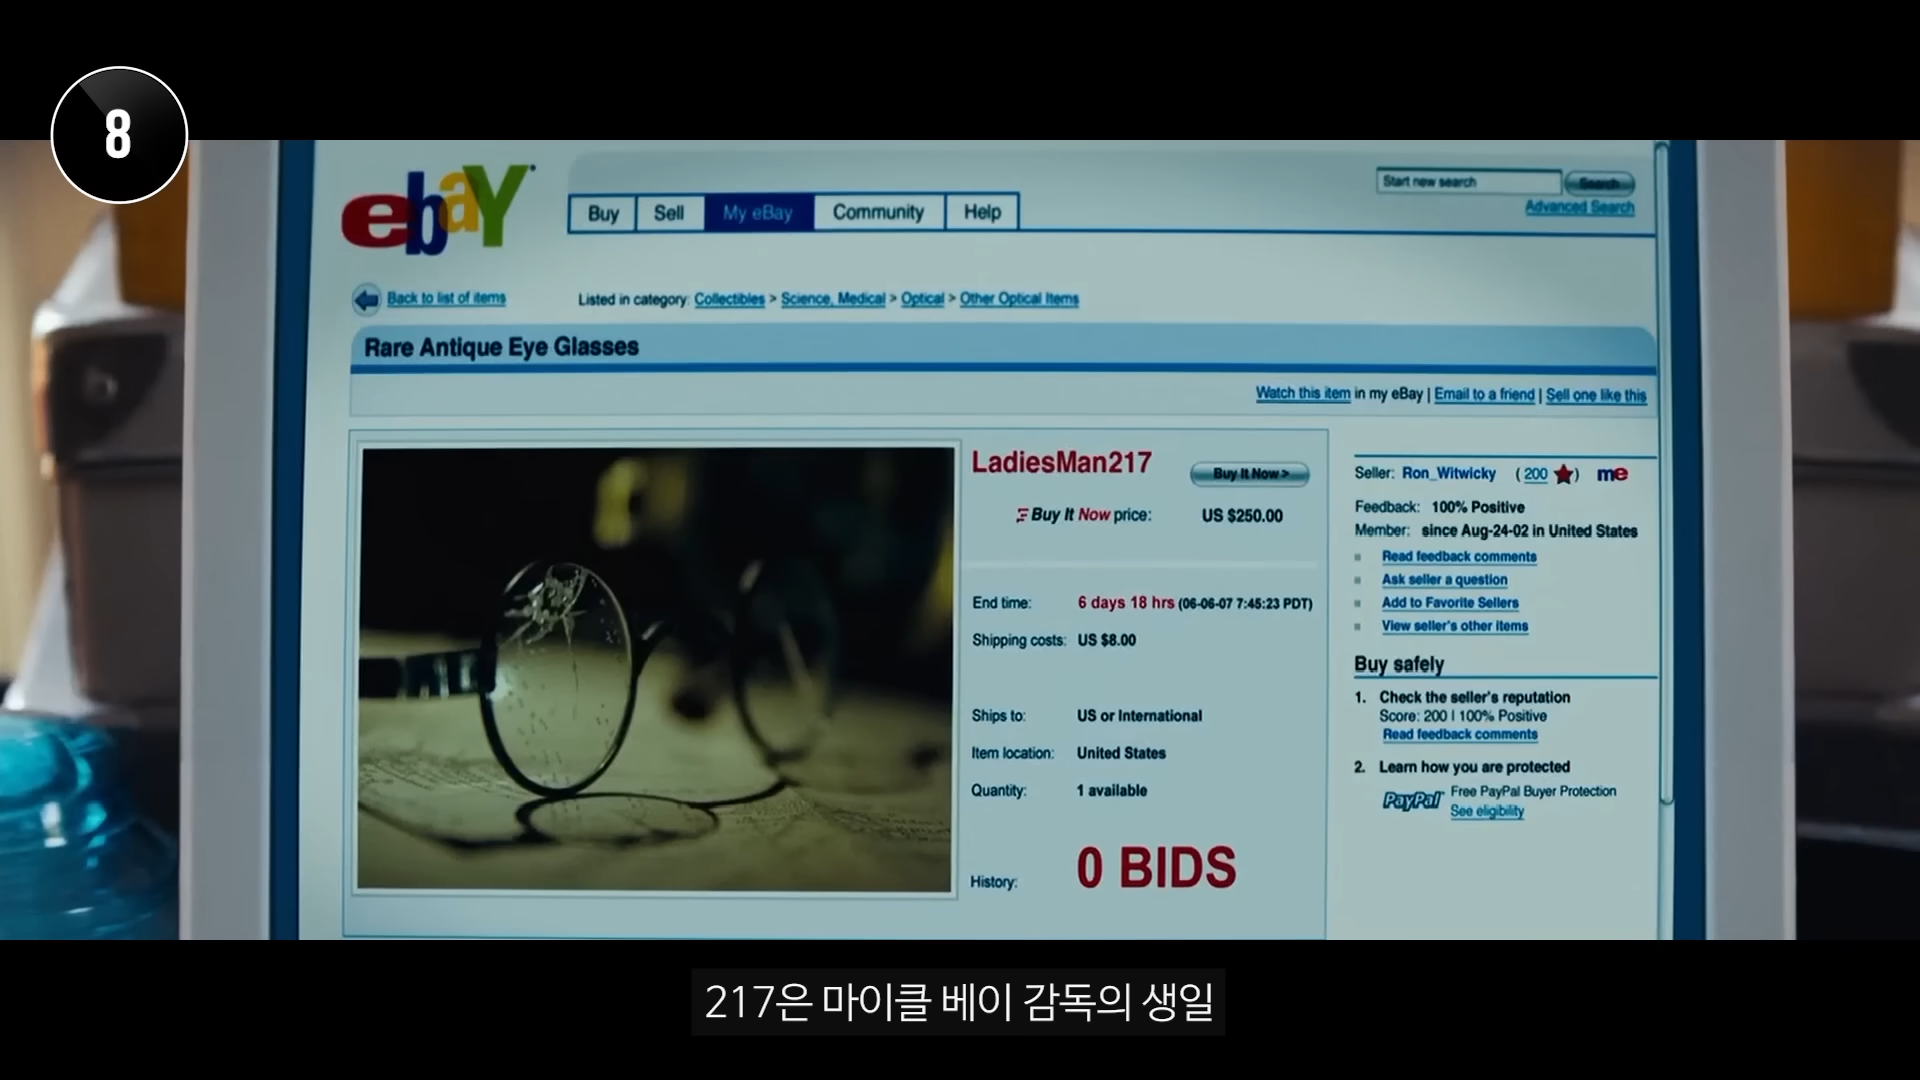 8
ebay
Buy Sell My eBay Community Help
Start new search Search
Advanced Search
Back to list of items
Listed in category: Collectibles > Science, Medical > Optical > Other Optical Items
Rare Antique Eye Glasses
Watch this item in my eBay | Email to a friend | Sell one like this
LadiesMan217
Buy It Now >
Buy It Now price: US $250.00
End time: 6 days 18 hrs (06-06-07 7:45:23 PDT)
Shipping costs: US $8.00
Ships to: US or International
Item location: United States
Quantity: 1 available
History: 0 BIDS
Seller: Ron_Witwicky (200 ★) me
Feedback: 100% Positive
Member: since Aug-24-02 in United States
Read feedback comments
Ask seller a question
Add to Favorite Sellers
View seller's other items
Buy safely
1. Check the seller's reputation
Score: 200 | 100% Positive
Read feedback comments
2. Learn how you are protected
PayPal Free PayPal Buyer Protection
See eligibility
217은 마이클 베이 감독의 생일